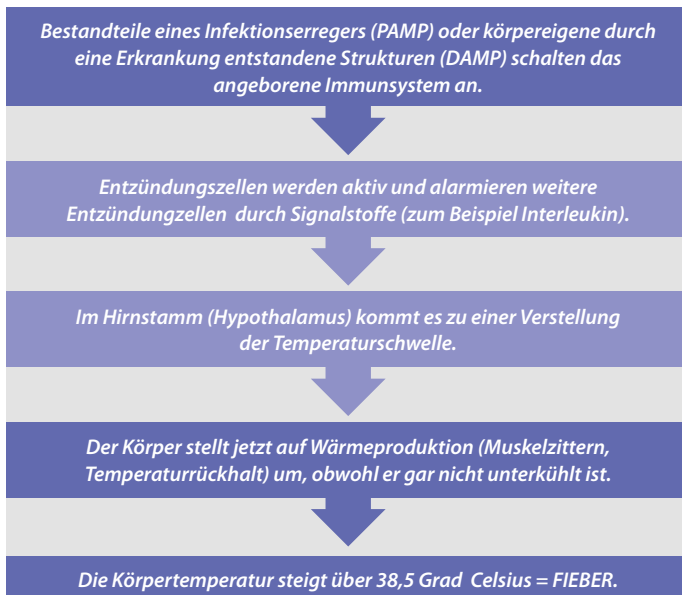 Bestandteile eines Infektionserregers (PAMP) oder körpereigene durch
eine Erkrankung entstandene Strukturen (DAMP) schalten das
angeborene Immunsystem an.
Entzündungszellen werden aktiv und alarmieren weitere
Entzündungzellen durch Signalstoffe (zum Beispiel Interleukin).
Im Hirnstamm (Hypothalamus) kommt es zu einer Verstellung
der Temperaturschwelle.
Der Körper stellt jetzt auf Wärmeproduktion (Muskelzittern,
Temperaturrückhalt) um, obwohl er gar nicht unterkühlt ist.
Die Körpertemperatur steigt über 38,5 Grad Celsius = FIEBER.